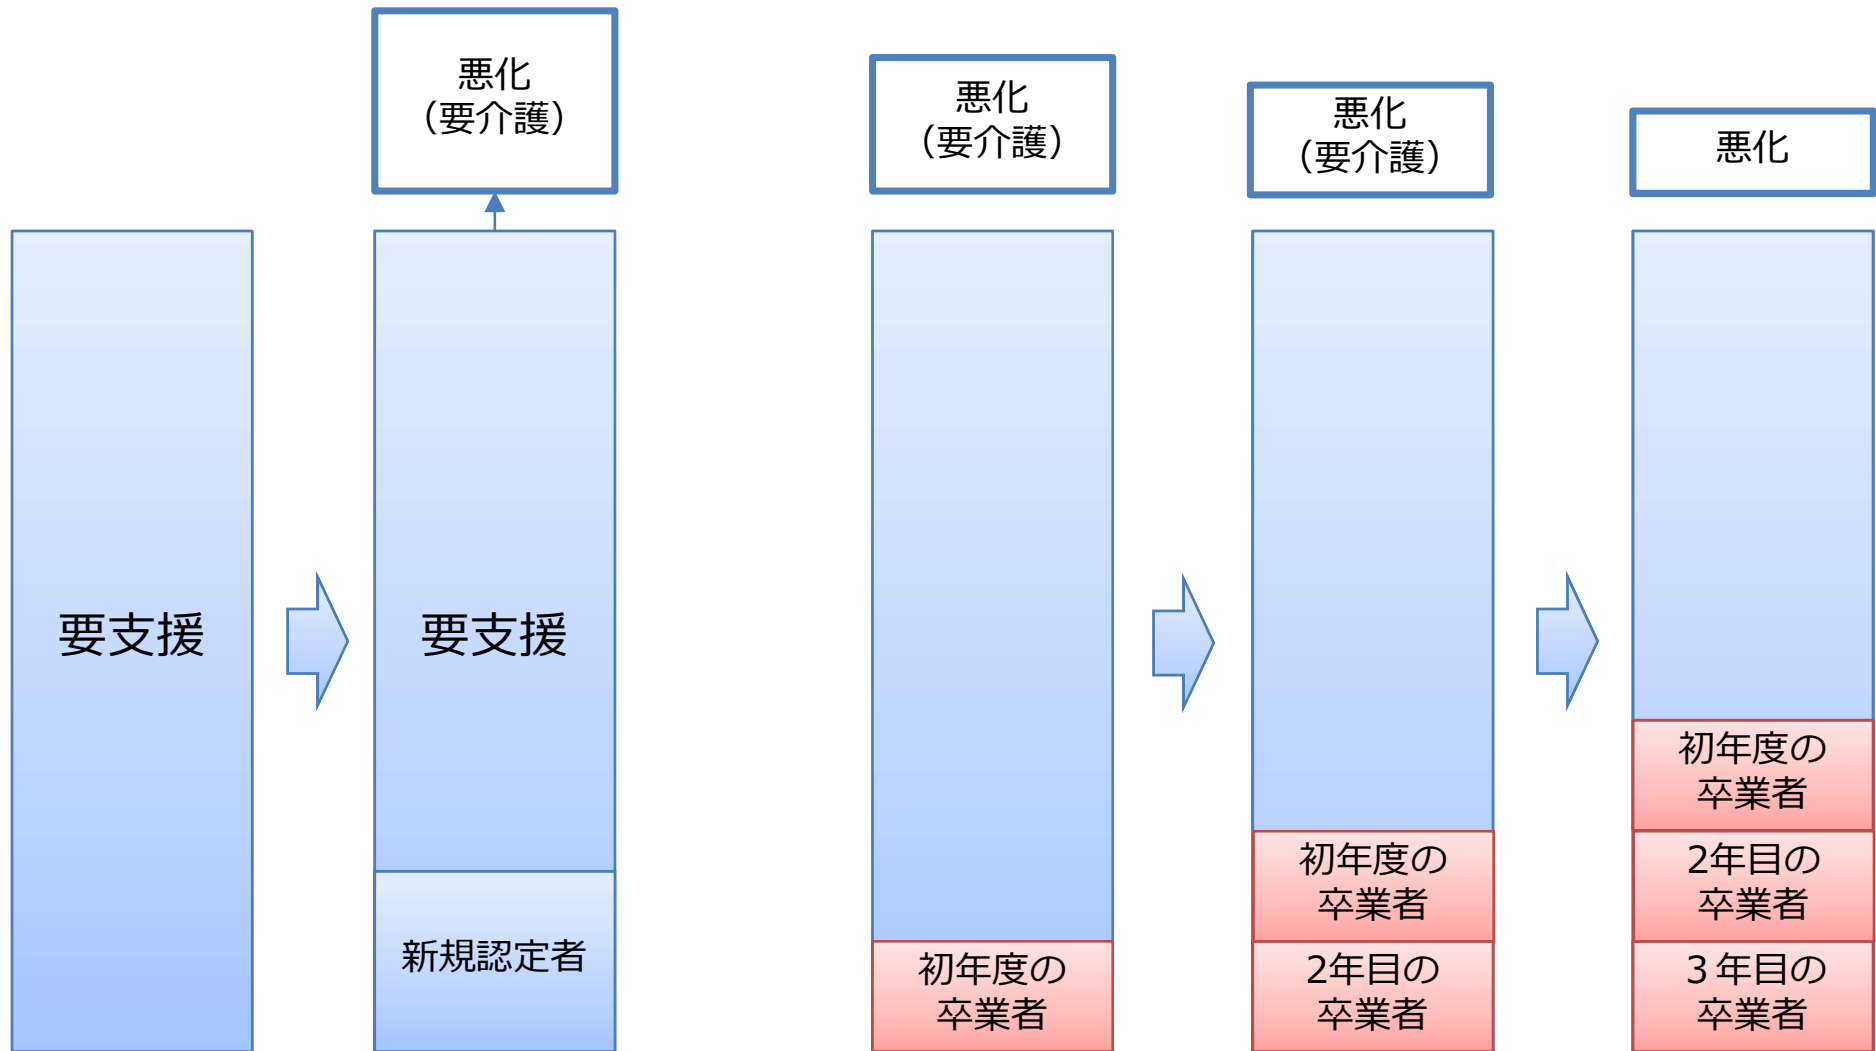 要支援
悪化
（要介護）
要支援
新規認定者
悪化
（要介護）
初年度の
卒業者
悪化
（要介護）
初年度の
卒業者
2年目の
卒業者
悪化
初年度の
卒業者
2年目の
卒業者
３年目の
卒業者